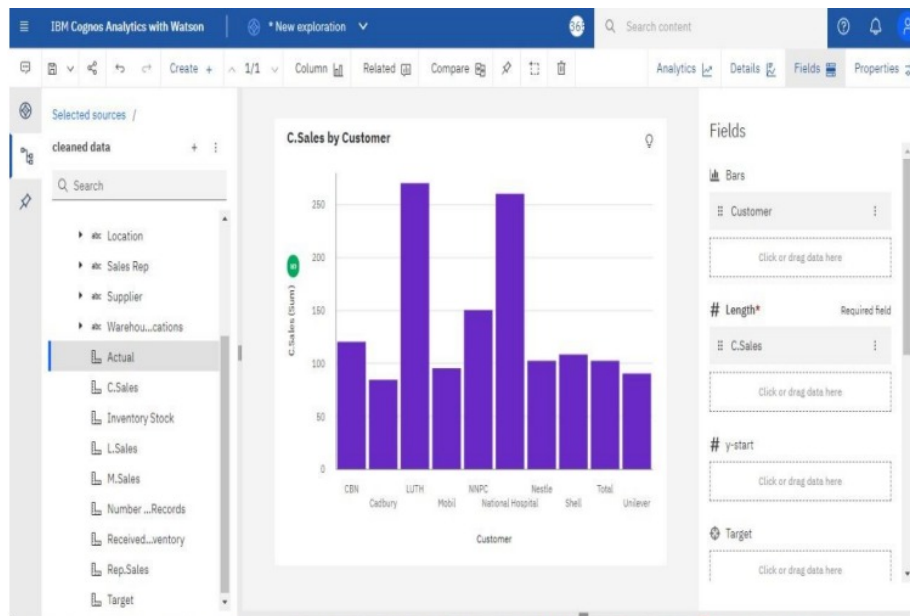 IBM Cognos Analytics with Watson
* New exploration
Search content
Create +
1/1
Column
Related
Compare
Analytics
Details
Fields
Properties
Selected sources /
cleaned data
Search
abc Location
abc Sales Rep
abc Supplier
abc Warehou...cations
Actual
C.Sales
Inventory Stock
L.Sales
M.Sales
Number ...Records
Received...ventory
Rep.Sales
Target
C.Sales by Customer
C.Sales (Sum)
250
200
150
100
50
0
CBN
Cadbury
LUTH
Mobil
NNPC
National Hospital
Nestle
Shell
Total
Unilever
Customer
Fields
Bars
Customer
Click or drag data here
# Length*
Required field
C.Sales
Click or drag data here
# y-start
Click or drag data here
Target
Click or drag data here